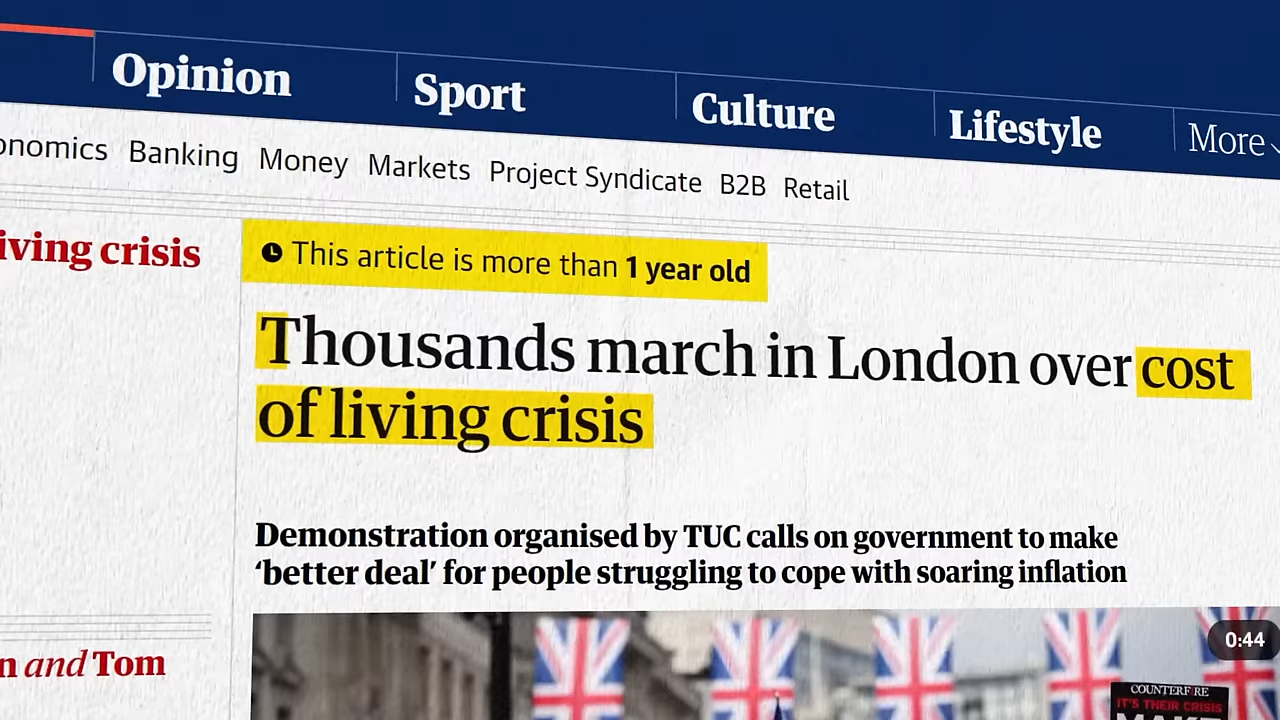 Opinion
Sport
Culture
Lifestyle
More
Banking Money Markets Project Syndicate B2B Retail
crisis
This article is more than 1 year old
Thousands march in London over cost
of living crisis
Demonstration organised by TUC calls on government to make
‘better deal’ for people struggling to cope with soaring inflation
and Tom
0:44
COUNTERFIRE
IT'S THEIR CRISIS